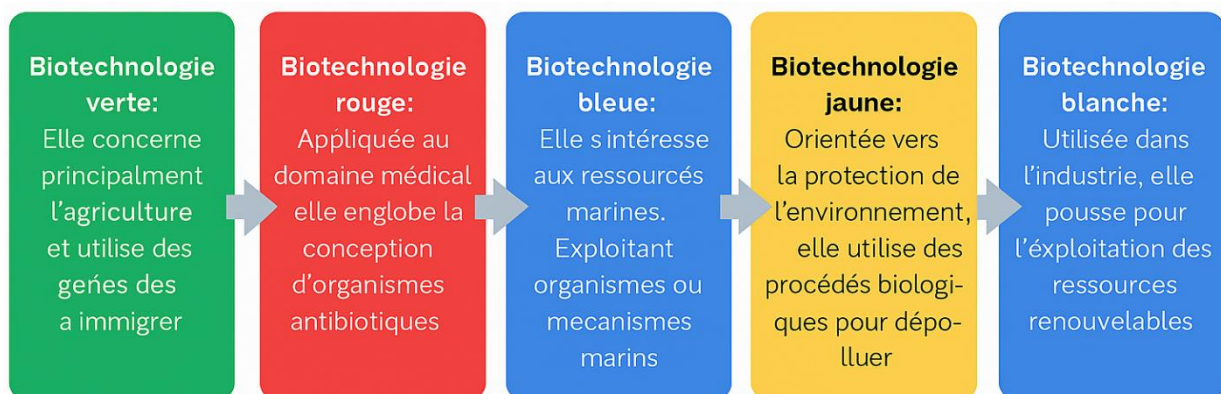 Biotechnologie
verte:
Elle concerne
principalment
l'agriculture
et utilise des
geńes des
a immigrer
Biotechnologie
rouge:
Appliquée au
domaine médical
elle englobe la
conception
d'organismes
antibiotiques
Biotechnologie
bleue:
Elle s intéresse
aux ressourcés
marines.
Exploitant
organismes ou
mecanismes
marins
Biotechnologie
jaune:
Orientée vers
la protection de
l'environnement,
elle utilise des
procédés biologi-
ques pour dépo-
lluer
Biotechnologie
blanche:
Utilisée dans
l'industrie, elle
pousse pour
l'éxploitation des
ressources
renouvelables